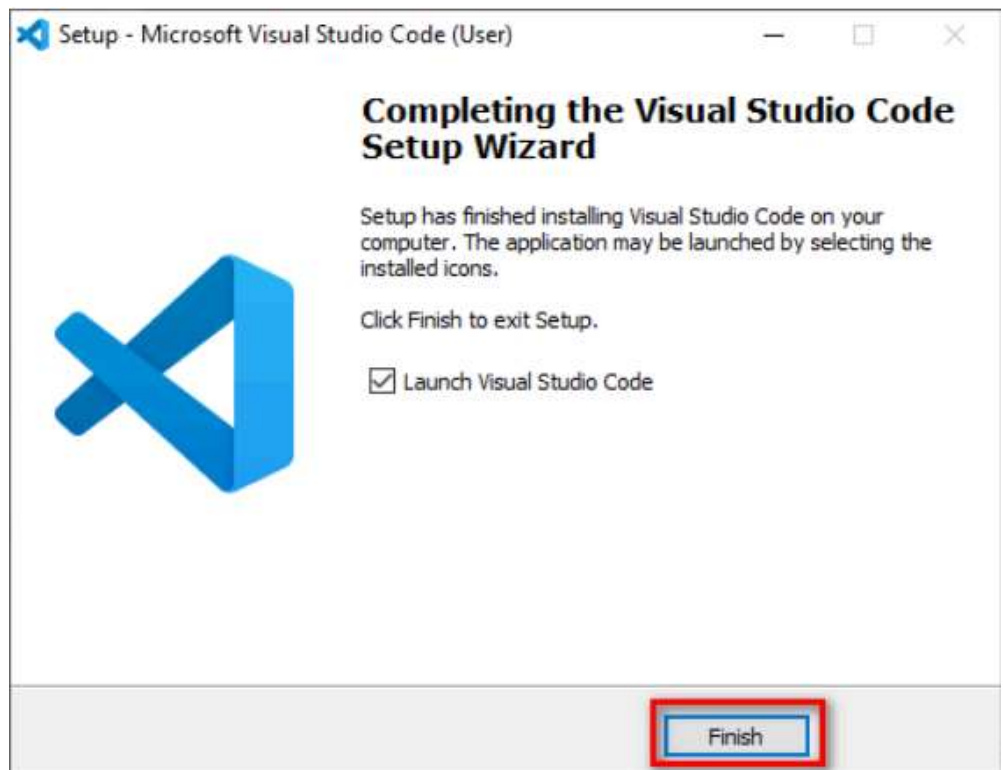 Setup - Microsoft Visual Studio Code (User)
Completing the Visual Studio Code
Setup Wizard
Setup has finished installing Visual Studio Code on your
computer. The application may be launched by selecting the
installed icons.
Click Finish to exit Setup.
Launch Visual Studio Code
Finish